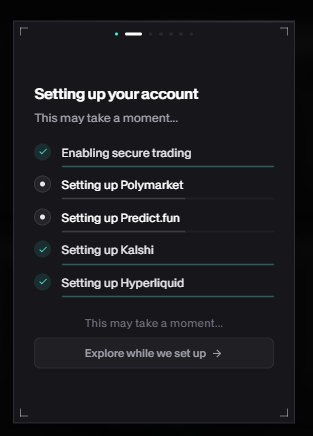 Setting up your account
This may take a moment...
Enabling secure trading
Setting up Polymarket
Setting up Predict.fun
Setting up Kalshi
Setting up Hyperliquid
This may take a moment...
Explore while we set up →